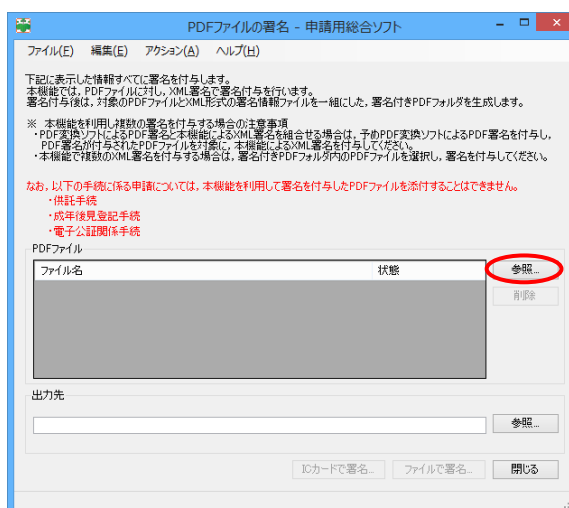 PDFファイルの署名 - 申請用総合ソフト
ファイル(F) 編集(E) アクション(A) ヘルプ(H)
下記に表示した情報すべてに署名を付与します。
本機能では, PDFファイルに対し, XML署名で署名付与を行います。
署名付与後は, 対象のPDFファイルとXML形式の署名情報ファイルを一組にした, 署名付きPDFフォルダを生成します。
※ 本機能を利用し複数の署名を付与する場合の注意事項
・PDF変換ソフトによるPDF署名と本機能によるXML署名を組合せる場合は, 予めPDF変換ソフトによるPDF署名を付与し,
PDF署名が付与されたPDFファイルを対象に, 本機能によるXML署名を付与してください。
・本機能で複数のXML署名を付与する場合は, 署名付きPDFフォルダ内のPDFファイルを選択し, 署名を付与してください。
なお, 以下の手続に係る申請については, 本機能を利用して署名を付与したPDFファイルを添付することはできません。
・供託手続
・成年後見登記手続
・電子公証関係手続
PDFファイル
ファイル名 状態
参照...
削除
出力先
参照...
ICカードで署名... ファイルで署名... 閉じる